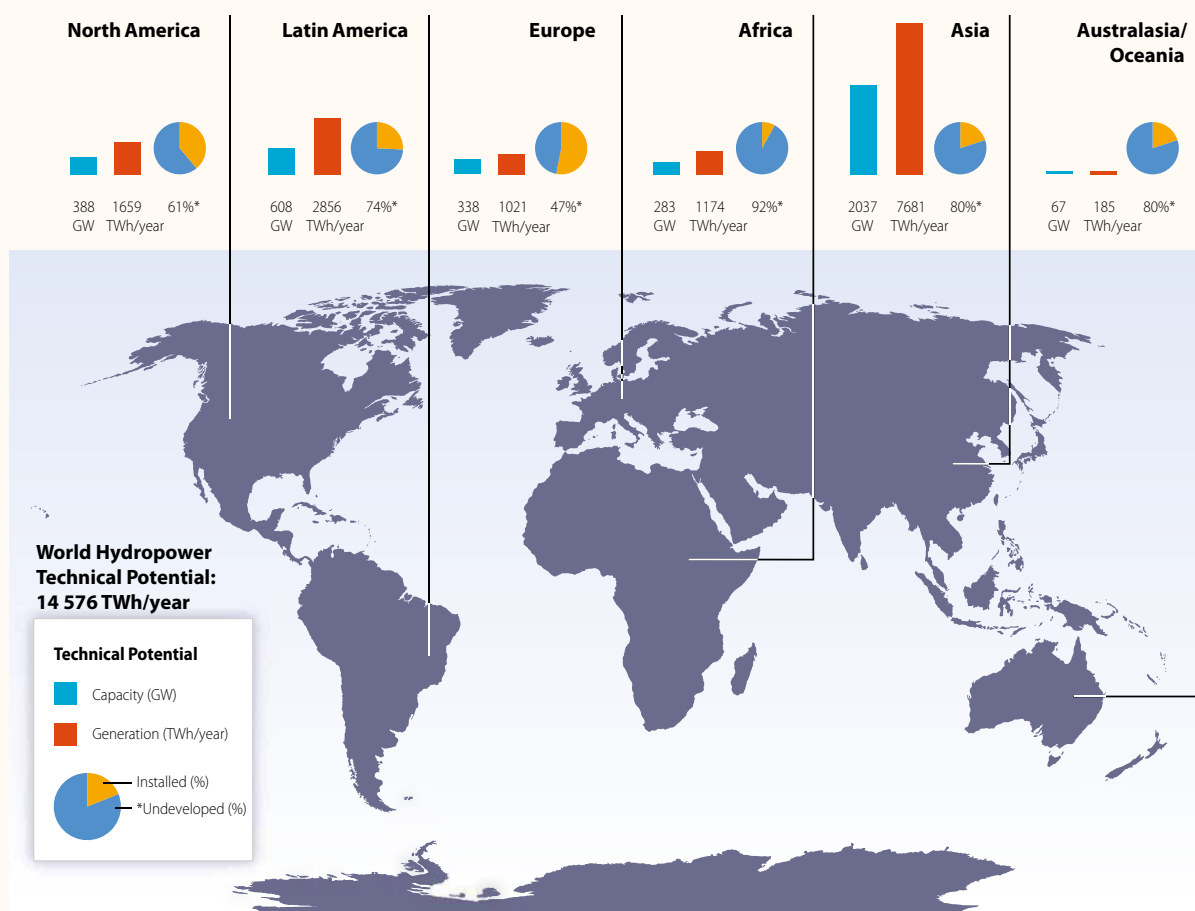 North America
388
GW
1659
TWh/year
61%*
Latin America
608
GW
2856
TWh/year
74%*
Europe
338
GW
1021
TWh/year
47%*
Africa
283
GW
1174
TWh/year
92%*
Asia
2037
GW
7681
TWh/year
80%*
Australasia/
Oceania
67
GW
185
TWh/year
80%*
World Hydropower
Technical Potential:
14 576 TWh/year
Technical Potential
Capacity (GW)
Generation (TWh/year)
Installed (%)
*Undeveloped (%)